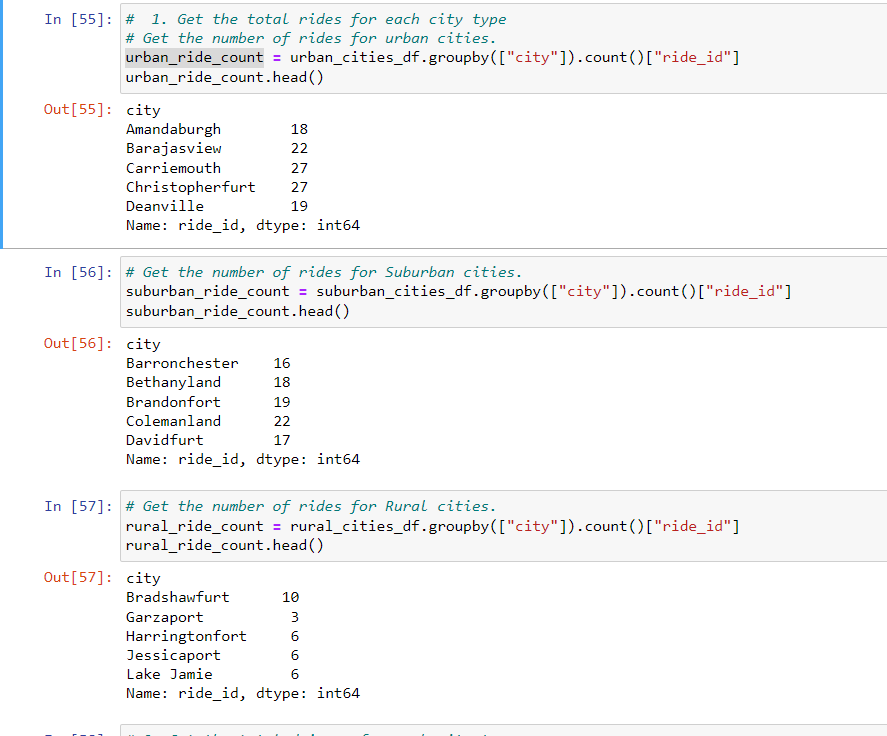 In [55]: #  1. Get the total rides for each city type
# Get the number of rides for urban cities.
urban_ride_count = urban_cities_df.groupby(["city"]).count()["ride_id"]
urban_ride_count.head()
Out[55]: city
Amandaburgh        18
Barajasview        22
Carriemouth        27
Christopherfurt    27
Deanville          19
Name: ride_id, dtype: int64
In [56]: # Get the number of rides for Suburban cities.
suburban_ride_count = suburban_cities_df.groupby(["city"]).count()["ride_id"]
suburban_ride_count.head()
Out[56]: city
Barronchester    16
Bethanyland      18
Brandonfort      19
Colemanland      22
Davidfurt        17
Name: ride_id, dtype: int64
In [57]: # Get the number of rides for Rural cities.
rural_ride_count = rural_cities_df.groupby(["city"]).count()["ride_id"]
rural_ride_count.head()
Out[57]: city
Bradshawfurt      10
Garzaport          3
Harringtonfort     6
Jessicaport        6
Lake Jamie         6
Name: ride_id, dtype: int64